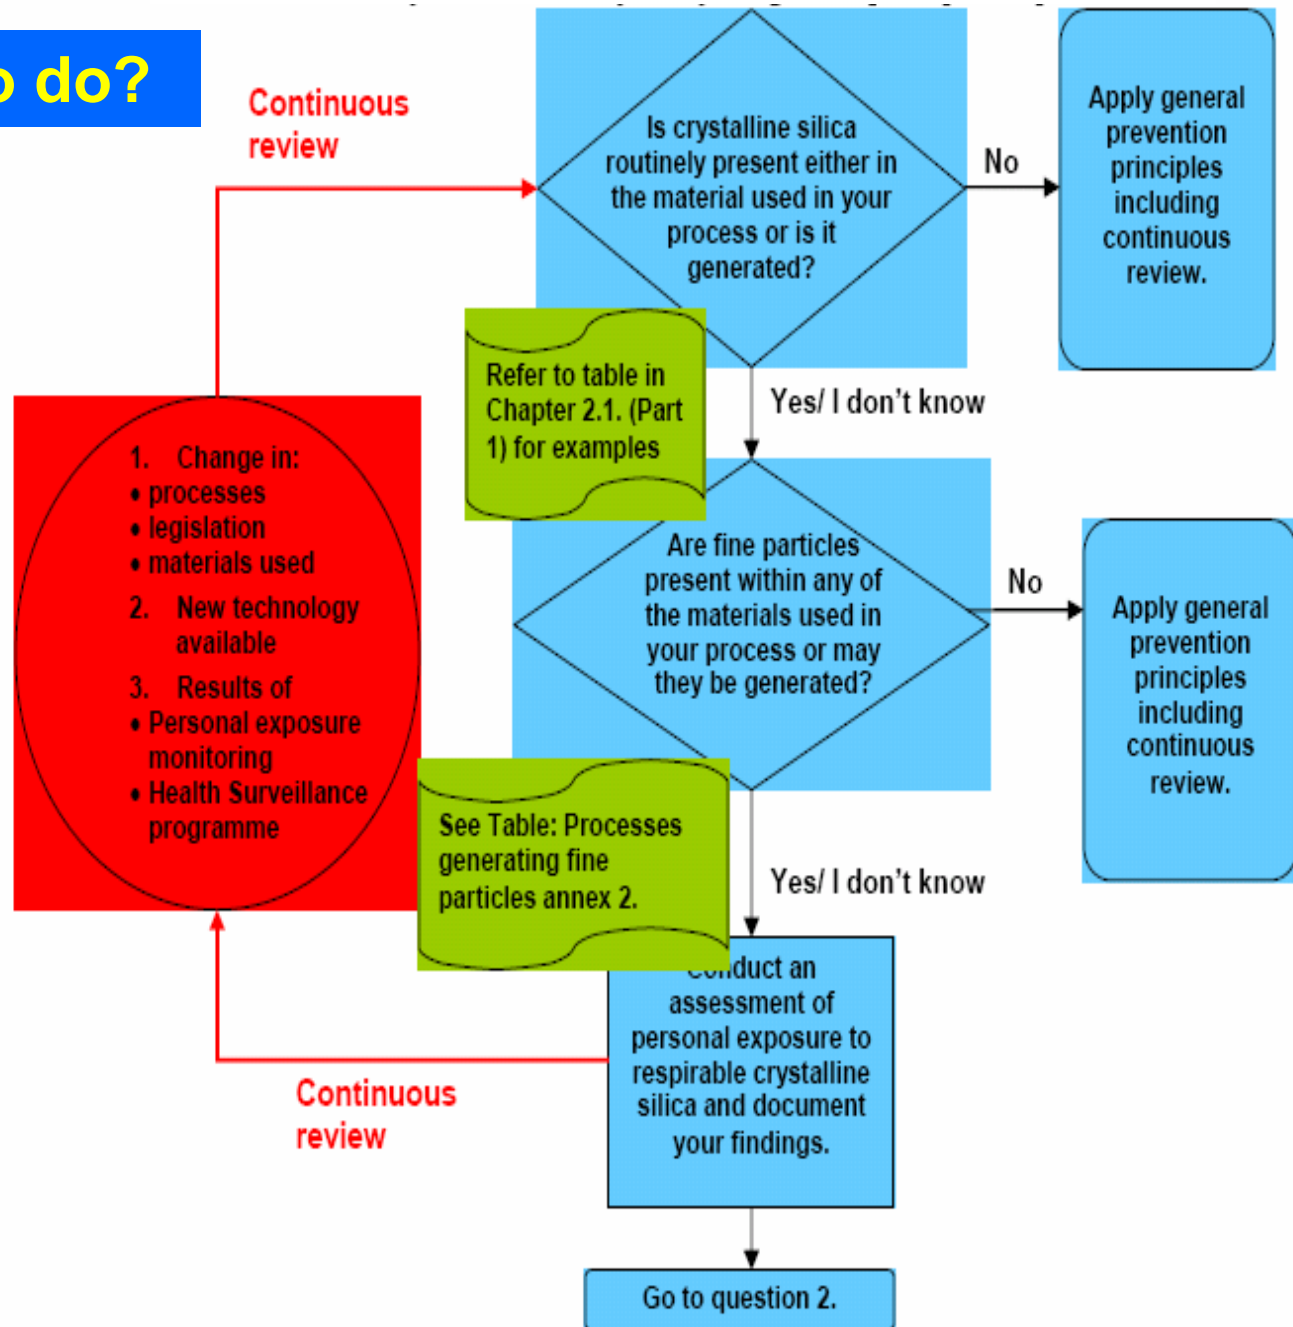 o do?
Continuous
review
Is crystalline silica
routinely present either in
the material used in your
process or is it
generated?
No
Apply general
prevention
principles
including
continuous
review.
Refer to table in
Chapter 2.1. (Part
1) for examples
Yes/ I don't know
1. Change in:
• processes
• legislation
• materials used
2. New technology
available
3. Results of
• Personal exposure
monitoring
• Health Surveillance
programme
Are fine particles
present within any of
the materials used in
your process or may
they be generated?
No
Apply general
prevention
principles
including
continuous
review.
See Table: Processes
generating fine
particles annex 2.
Yes/ I don't know
Conduct an
assessment of
personal exposure to
respirable crystalline
silica and document
your findings.
Continuous
review
Go to question 2.